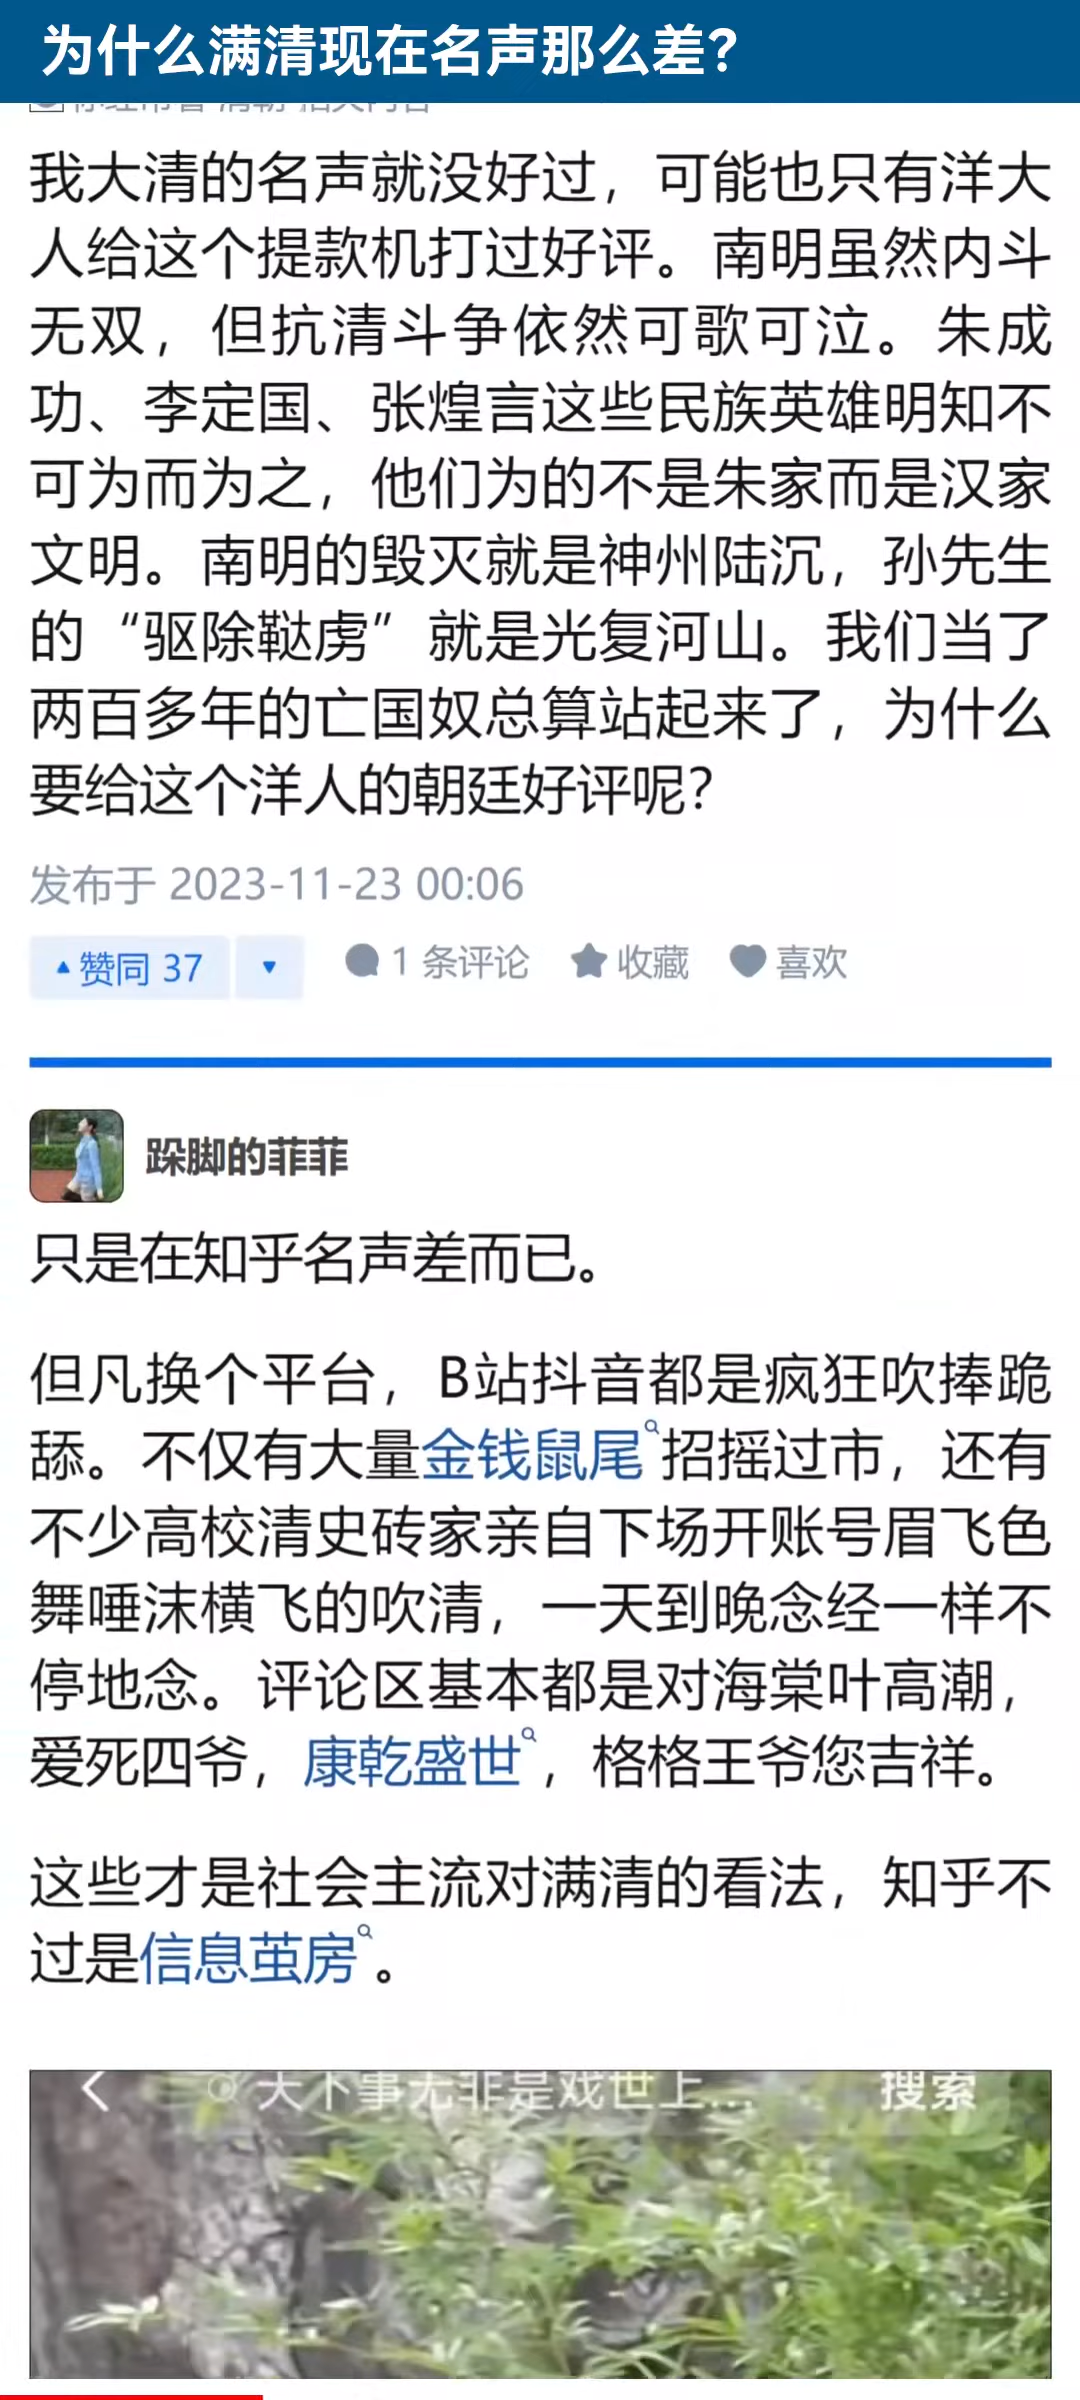 为什么满清现在名声那么差?
我大清的名声就没好过，可能也只有洋大
人给这个提款机打过好评。南明虽然内斗
无双，但抗清斗争依然可歌可泣。朱成
功、李定国、张煌言这些民族英雄明知不
可为而为之，他们为的不是朱家而是汉家
文明。南明的毁灭就是神州陆沉，孙先生
的“驱除鞑虏”就是光复河山。我们当了
两百多年的亡国奴总算站起来了，为什么
要给这个洋人的朝廷好评呢？
发布于 2023-11-23 00:06
赞同 37 1 条评论 收藏 喜欢
跺脚的菲菲
只是在知乎名声差而已。
但凡换个平台，B站抖音都是疯狂吹捧跪
舔。不仅有大量金钱鼠尾招摇过市，还有
不少高校清史砖家亲自下场开账号眉飞色
舞唾沫横飞的吹清，一天到晚念经一样不
停地念。评论区基本都是对海棠叶高潮，
爱死四爷，康乾盛世，格格王爷您吉祥。
这些才是社会主流对满清的看法，知乎不
过是信息茧房。
天下事无非是戏世上... 搜索